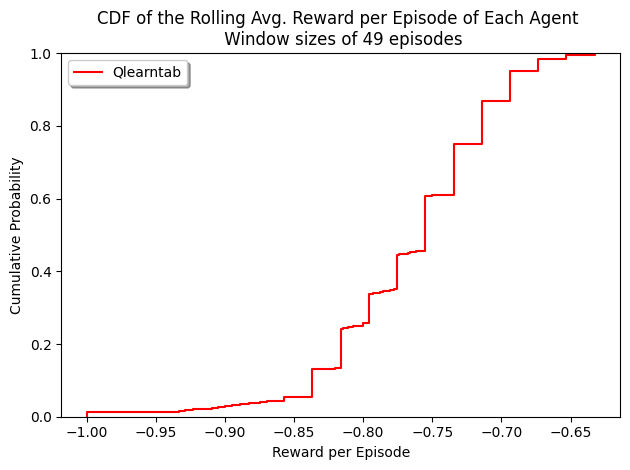 CDF of the Rolling Avg. Reward per Episode of Each Agent
Window sizes of 49 episodes
Qlearntab
1.0
0.8
0.6
0.4
0.2
0.0
Cumulative Probability
−1.00 −0.95 −0.90 −0.85 −0.80 −0.75 −0.70 −0.65
Reward per Episode